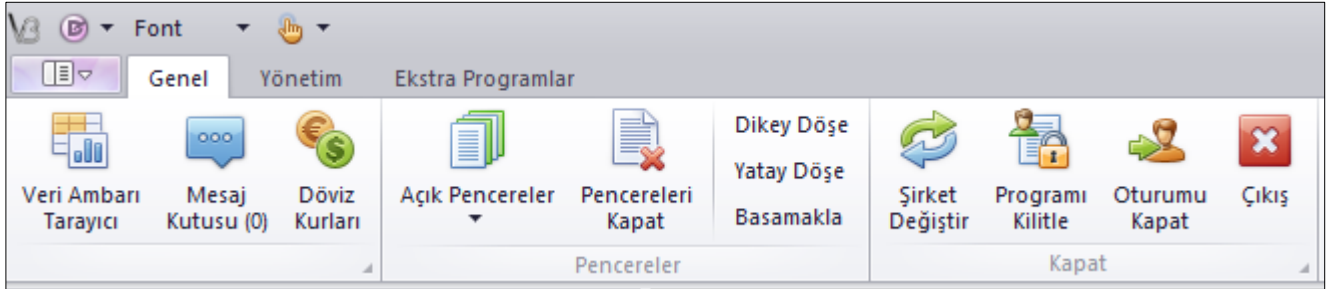 V3 Font
Genel Yönetim Ekstra Programlar
Veri Ambarı Tarayıcı
Mesaj Kutusu (0)
Döviz Kurları
Açık Pencereler
Pencereleri Kapat
Dikey Döşe
Yatay Döşe
Basamakla
Pencereler
Şirket Değiştir
Programı Kilitle
Oturumu Kapat
Çıkış
Kapat